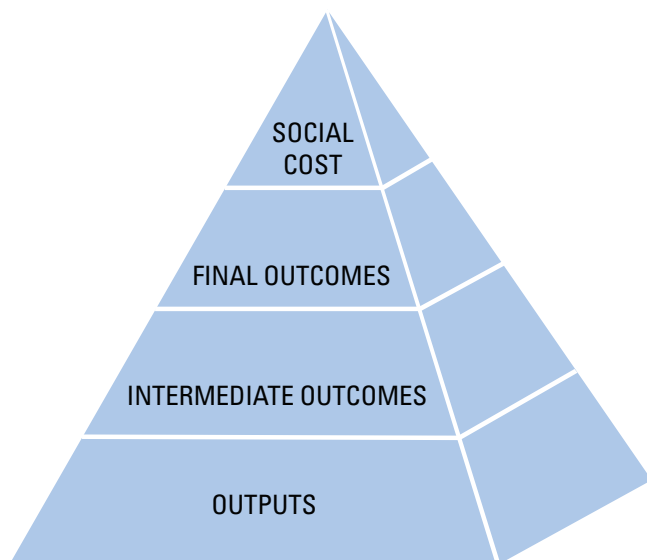 SOCIAL
COST
FINAL OUTCOMES
INTERMEDIATE OUTCOMES
OUTPUTS